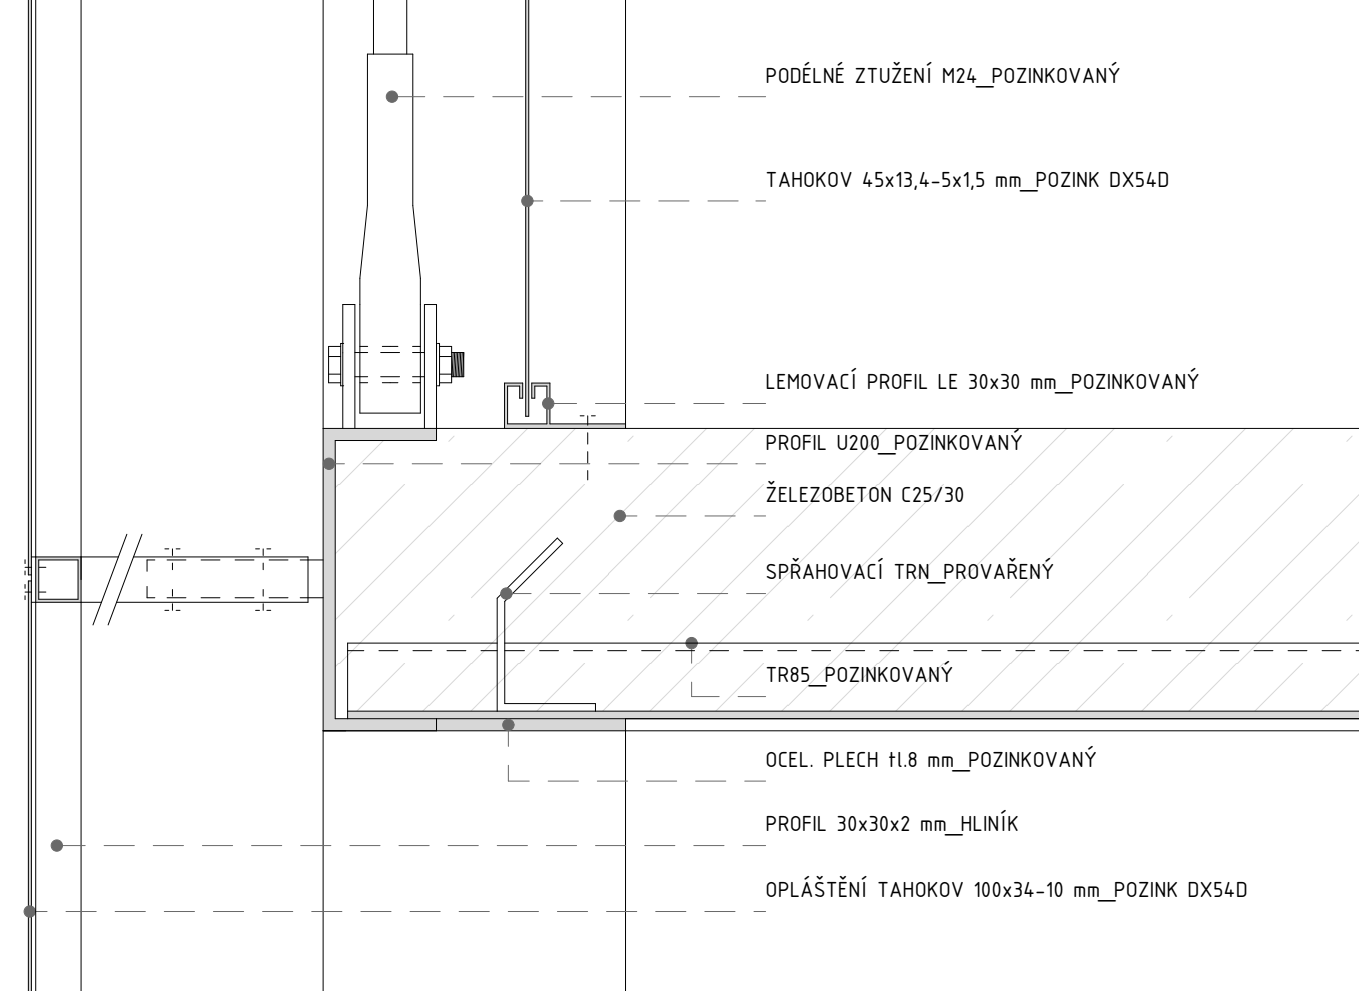 PODÉLNÉ ZTUŽENÍ M24_POZINKOVANÝ
TAHOKOV 45x13,4-5x1,5 mm_POZINK DX54D
LEMOVACÍ PROFIL LE 30x30 mm_POZINKOVANÝ
PROFIL U200_POZINKOVANÝ
ŽELEZOBETON C25/30
SPŘAHOVACÍ TRN_PROVAŘENÝ
TR85_POZINKOVANÝ
OCEL. PLECH tl.8 mm_POZINKOVANÝ
PROFIL 30x30x2 mm_HLINÍK
OPLÁŠTĚNÍ TAHOKOV 100x34-10 mm_POZINK DX54D